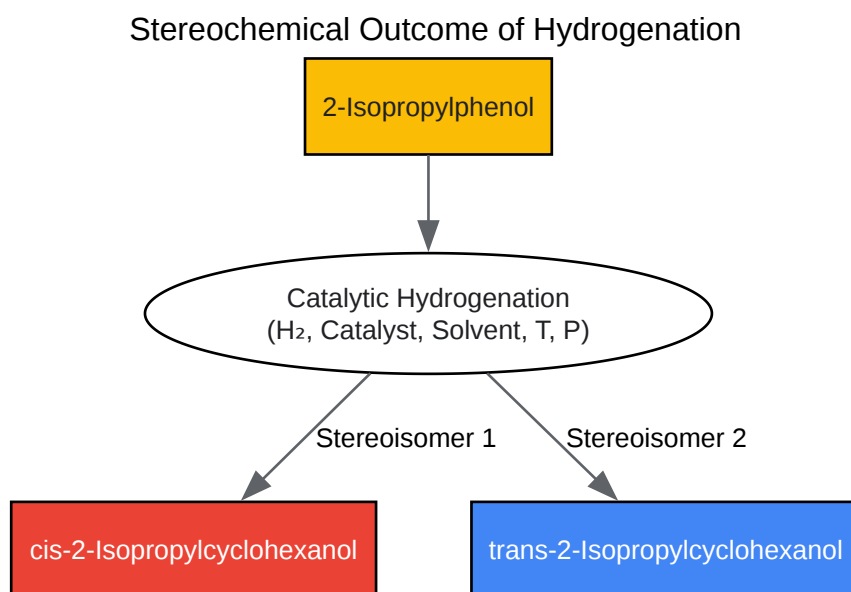 Stereochemical Outcome of Hydrogenation
2-Isopropylphenol
Catalytic Hydrogenation
(H₂, Catalyst, Solvent, T, P)
Stereoisomer 1
Stereoisomer 2
cis-2-Isopropylcyclohexanol
trans-2-Isopropylcyclohexanol